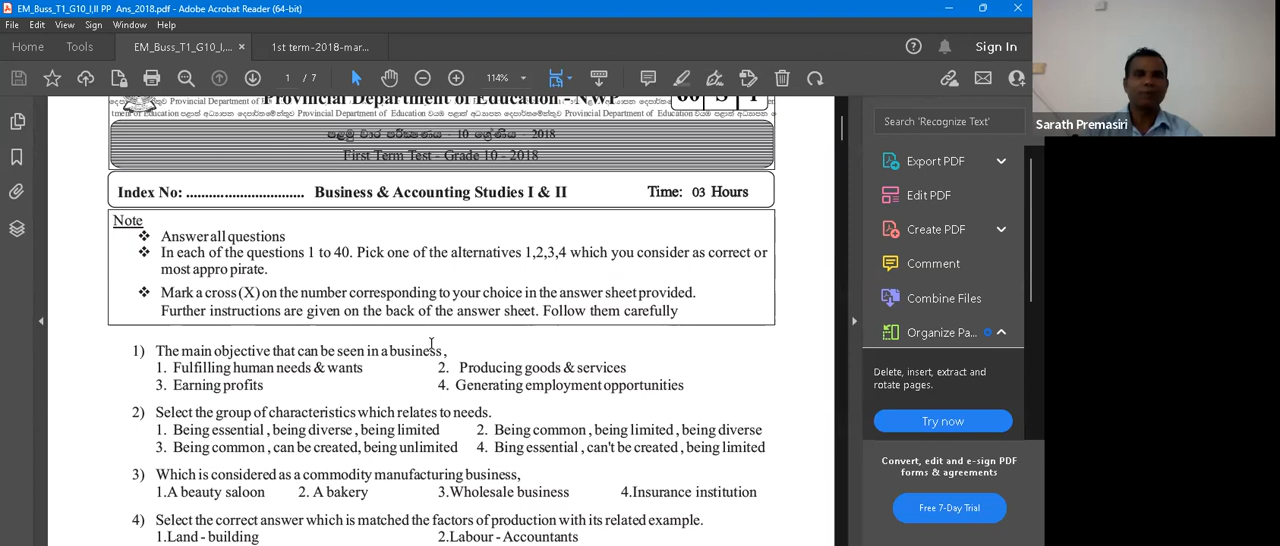 EM_Buss_T1_G10_I,II PP Ans_2018.pdf - Adobe Acrobat Reader (64-bit)
File Edit View Sign Window Help
Home Tools EM_Buss_T1_G10_I,II,... × 1st term-2018-mar... Sign In
1 / 7 114%
Provincial Department of Education - N.W.P
පළමු වාර පරීක්ෂණය - 10 ශ්‍රේණිය - 2018
First Term Test - Grade 10 - 2018
Index No: ............................... Business & Accounting Studies I & II Time: 03 Hours
Note
❖ Answer all questions
❖ In each of the questions 1 to 40. Pick one of the alternatives 1,2,3,4 which you consider as correct or
most appro pirate.
❖ Mark a cross (X) on the number corresponding to your choice in the answer sheet provided.
Further instructions are given on the back of the answer sheet. Follow them carefully
1) The main objective that can be seen in a business ,
1. Fulfilling human needs & wants 2. Producing goods & services
3. Earning profits 4. Generating employment opportunities
2) Select the group of characteristics which relates to needs.
1. Being essential , being diverse , being limited 2. Being common , being limited , being diverse
3. Being common , can be created, being unlimited 4. Bing essential , can't be created , being limited
3) Which is considered as a commodity manufacturing business,
1.A beauty saloon 2. A bakery 3.Wholesale business 4.Insurance institution
4) Select the correct answer which is matched the factors of production with its related example.
1.Land - building 2.Labour - Accountants
Search 'Recognize Text'
Export PDF
Edit PDF
Create PDF
Comment
Combine Files
Organize Pa...
Delete, insert, extract and
rotate pages.
Try now
Convert, edit and e-sign PDF
forms & agreements
Free 7-Day Trial
Sarath Premasiri